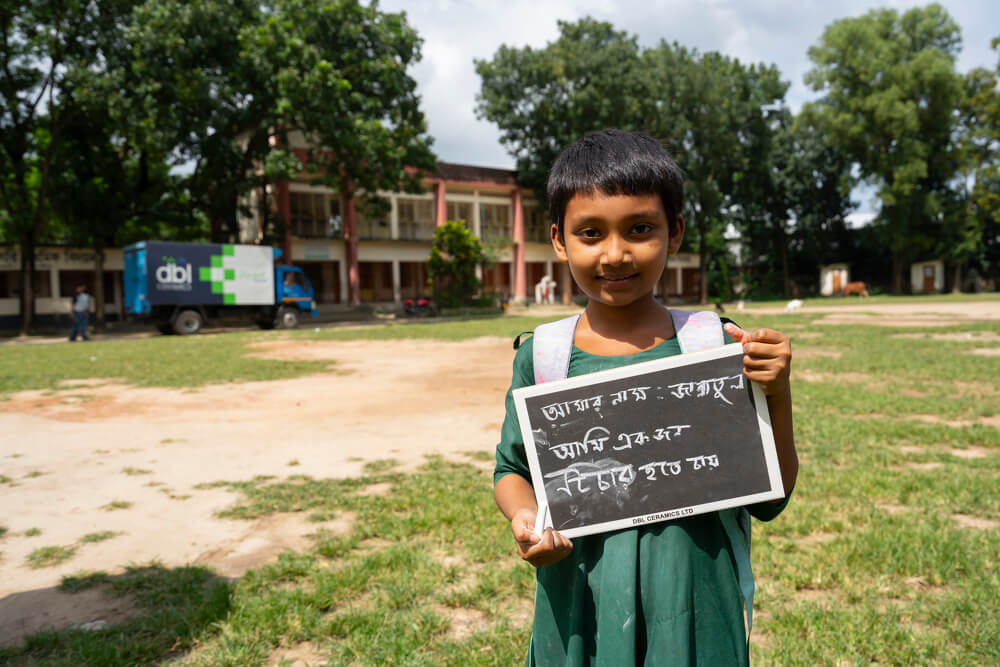 dbl
CERAMICS
আমার নাম : জান্নাতুন
আমি একজন
টিচার হতে চায়
DBL CERAMICS LTD